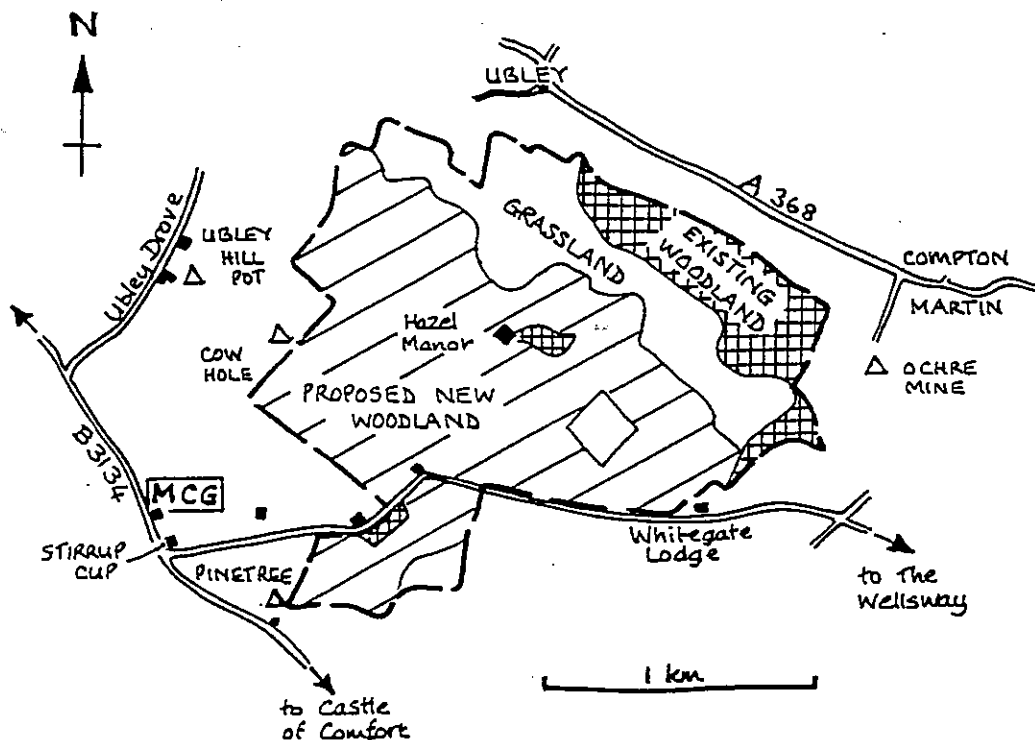 N
UBLEY
A 368
COMPTON
MARTIN
OCHRE
MINE
Ubley Drove
UBLEY
HILL
POT
GRASSLAND
EXISTING
WOODLAND
Hazel
Manor
COW
HOLE
PROPOSED NEW
WOODLAND
B3134
MCG
STIRRUP
CUP
PINETREE
Whitegate
Lodge
to The
Wellsway
1 km
to Castle
of Comfort